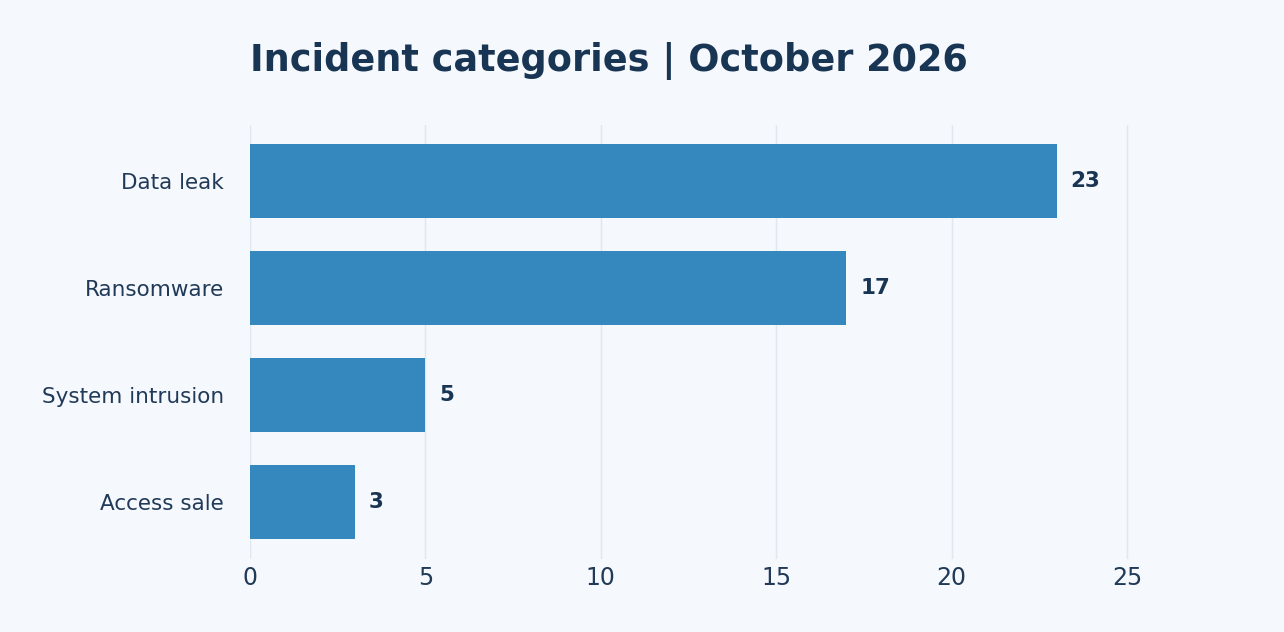 Incident categories | October 2026
Data leak 23
Ransomware 17
System intrusion 5
Access sale 3
0 5 10 15 20 25